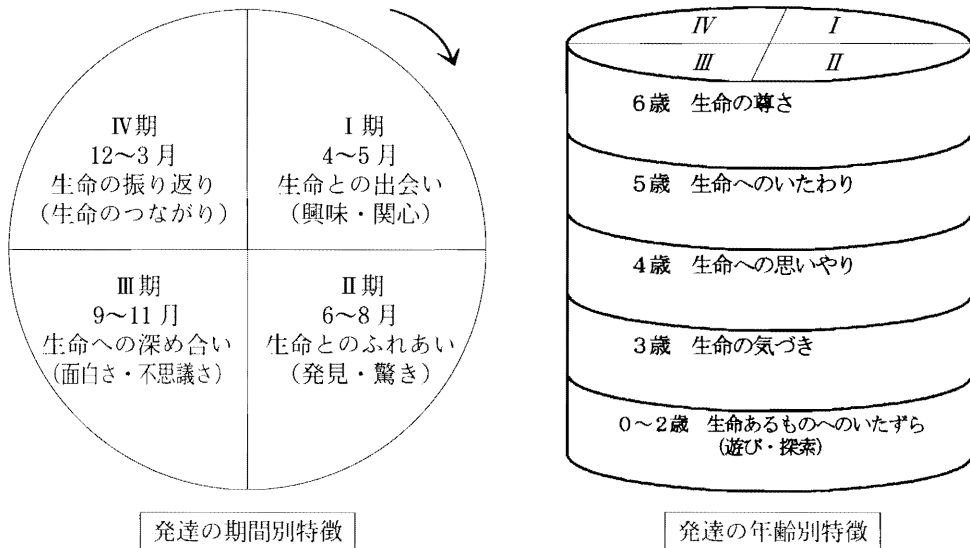 Ⅳ期
12～3月
生命の振り返り
(生命のつながり)
Ⅰ期
4～5月
生命との出会い
(興味・関心)
Ⅲ期
9～11月
生命への深め合い
(面白さ・不思議さ)
Ⅱ期
6～8月
生命とのふれあい
(発見・驚き)
発達の期間別特徴
Ⅳ Ⅰ
Ⅲ Ⅱ
6歳 生命の尊さ
5歳 生命へのいたわり
4歳 生命への思いやり
3歳 生命の気づき
0～2歳 生命あるものへのいたずら
(遊び・探索)
発達の年齢別特徴